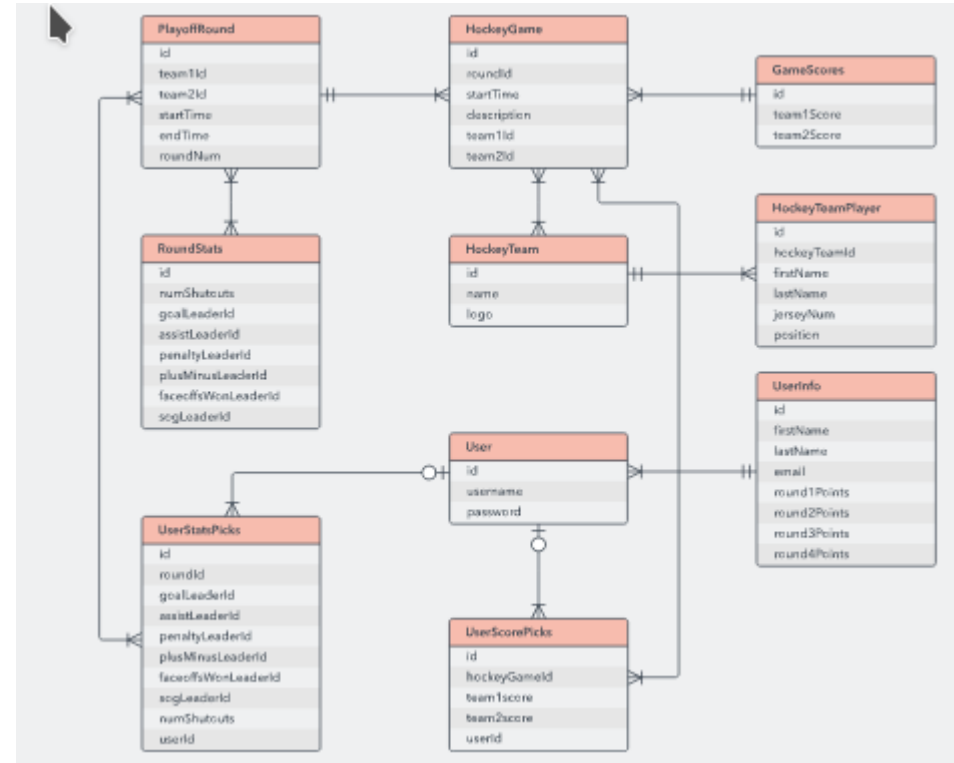 PlayoffRound
id
team1Id
team2Id
startTime
endTime
roundNum
HockeyGame
id
roundId
startTime
description
team1Id
team2Id
GameScores
id
team1Score
team2Score
HockeyTeamPlayer
id
hockeyTeamId
firstName
lastName
jerseyNum
position
RoundStats
id
numShutouts
goalLeaderId
assistLeaderId
penaltyLeaderId
plusMinusLeaderId
faceoffsWonLeaderId
sogLeaderId
HockeyTeam
id
name
logo
UserInfo
id
firstName
lastName
email
round1Points
round2Points
round3Points
round4Points
User
id
username
password
UserStatsPicks
id
roundId
goalLeaderId
assistLeaderId
penaltyLeaderId
plusMinusLeaderId
faceoffsWonLeaderId
sogLeaderId
numShutouts
userId
UserScorePicks
id
hockeyGameId
team1score
team2score
userId